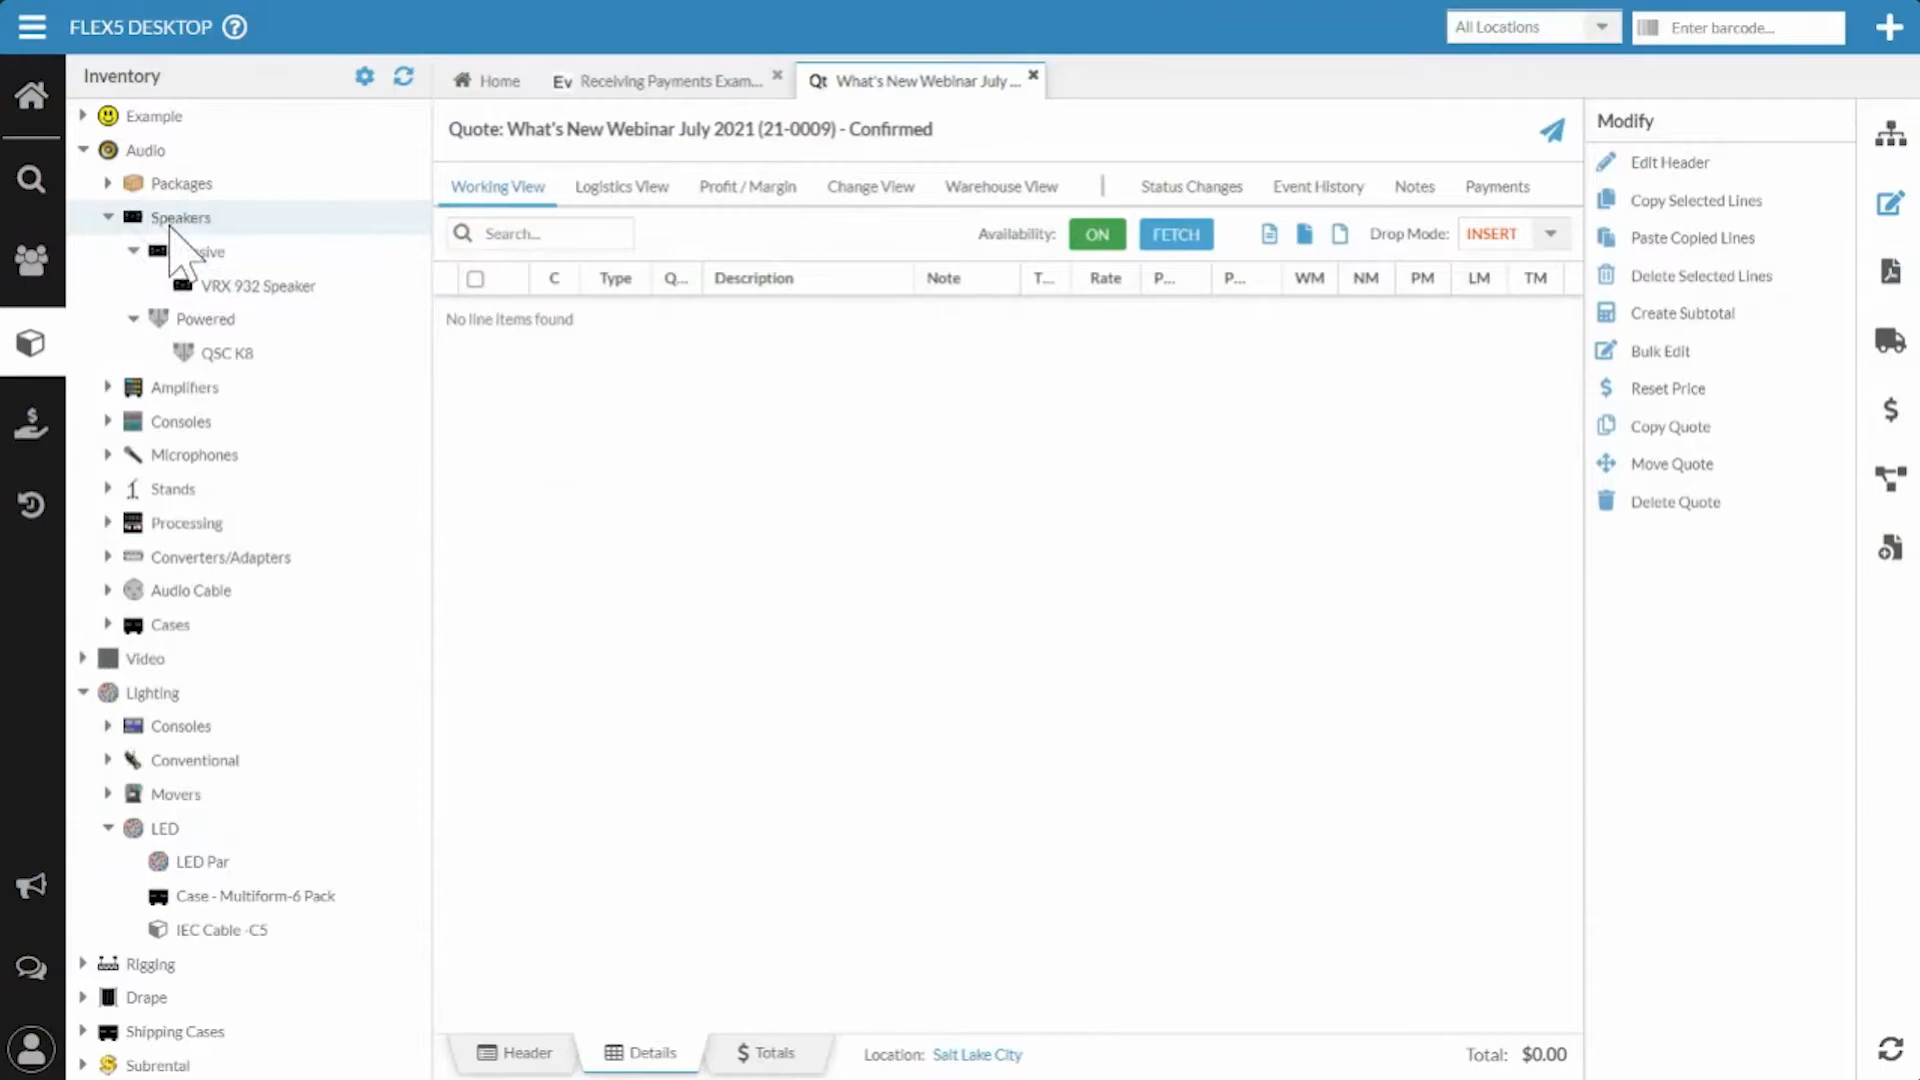 FLEX5 DESKTOP ?
All Locations
Enter barcode...
Inventory
Example
Audio
Packages
Speakers
sive
VRX 932 Speaker
Powered
QSC K8
Amplifiers
Consoles
Microphones
Stands
Processing
Converters/Adapters
Audio Cable
Cases
Video
Lighting
Consoles
Conventional
Movers
LED
LED Par
Case - Multiform-6 Pack
IEC Cable -C5
Rigging
Drape
Shipping Cases
Subrental
Home
Ev Receiving Payments Exam...
Qt What's New Webinar July ...
Quote: What's New Webinar July 2021 (21-0009) - Confirmed
Working View Logistics View Profit / Margin Change View Warehouse View Status Changes Event History Notes Payments
Search... Availability: ON FETCH Drop Mode: INSERT
C Type Q... Description Note T... Rate P... P... WM NM PM LM TM
No line items found
Header Details $ Totals Location: Salt Lake City Total: $0.00
Modify
Edit Header
Copy Selected Lines
Paste Copied Lines
Delete Selected Lines
Create Subtotal
Bulk Edit
$ Reset Price
Copy Quote
Move Quote
Delete Quote